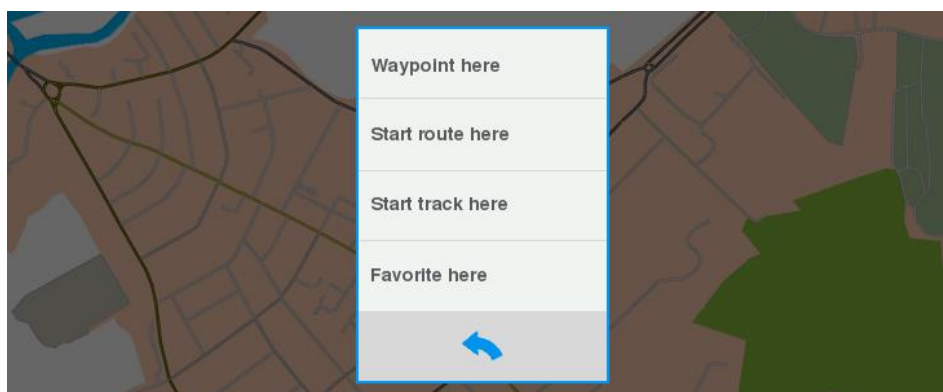 Waypoint here
Start route here
Start track here
Favorite here